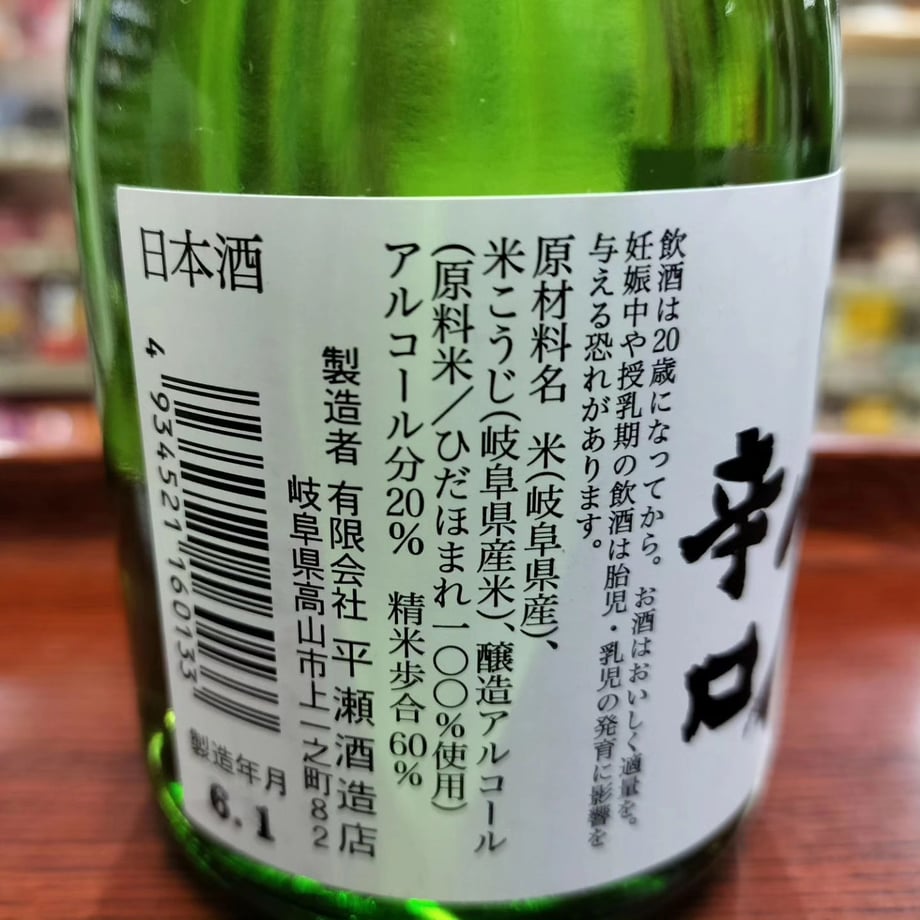 辛口
飲酒は20歳になってから。お酒はおいしく適量を。
妊娠中や授乳期の飲酒は胎児・乳児の発育に影響を
与える恐れがあります。
原材料名 米(岐阜県産)、
米こうじ(岐阜県産米)、醸造アルコール
(原料米/ひだほまれ一〇〇%使用)
アルコール分20% 精米歩合60%
製造者 有限会社 平瀬酒造店
岐阜県高山市上一之町82
日本酒
4 934521 160133
製造年月
6.1